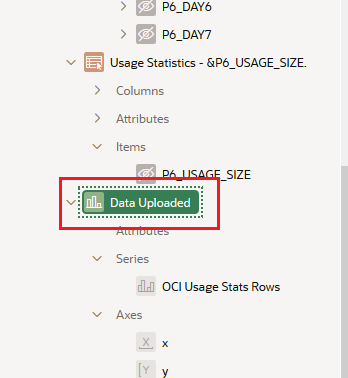 P6_DAY6
P6_DAY7
Usage Statistics - &P6_USAGE_SIZE.
Columns
Attributes
Items
P6_USAGE_SIZE
Data Uploaded
Attributes
Series
OCI Usage Stats Rows
Axes
x
y